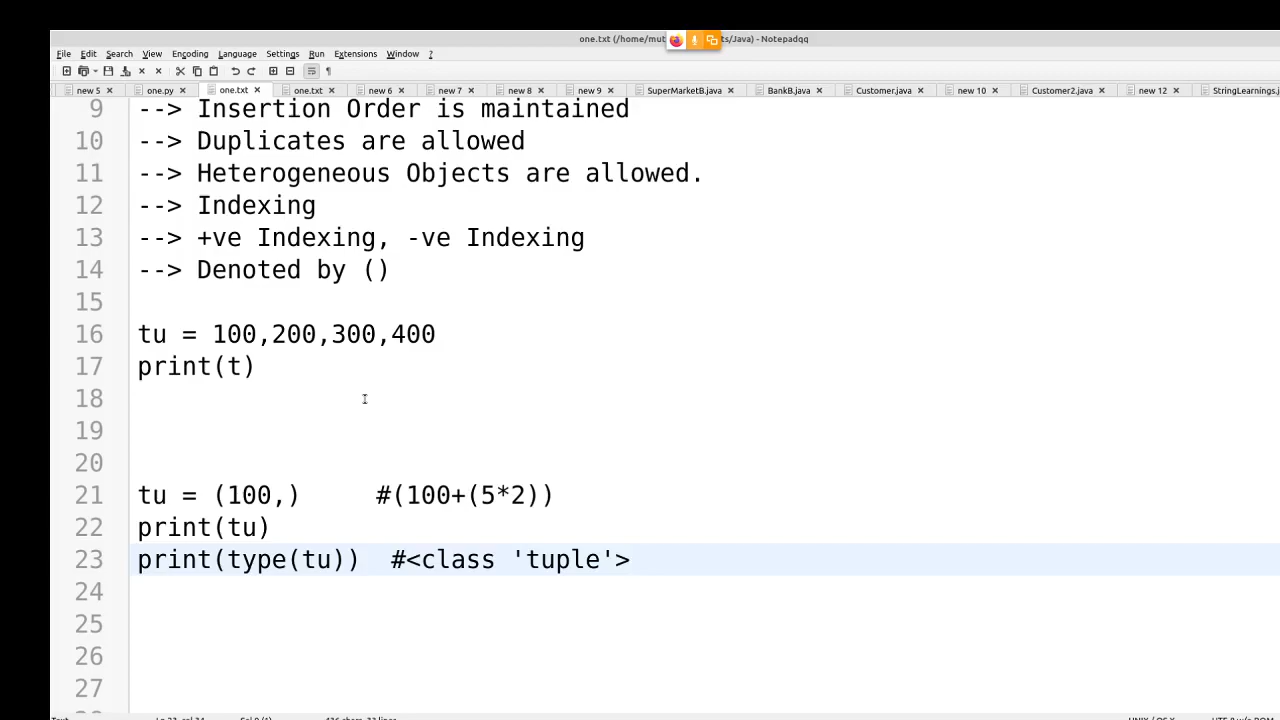 one.txt (/home/mut ts/Java) - Notepadqq
File Edit Search View Encoding Language Settings Run Extensions Window ?
new 5 one.py one.txt one.txt new 6 new 7 new 8 new 9 SuperMarketB.java BankB.java Customer.java new 10 Customer2.java new 12 StringLearnings.j
9 --> Insertion Order is maintained
10 --> Duplicates are allowed
11 --> Heterogeneous Objects are allowed.
12 --> Indexing
13 --> +ve Indexing, -ve Indexing
14 --> Denoted by ()
15
16 tu = 100,200,300,400
17 print(t)
18
19
20
21 tu = (100,) #(100+(5*2))
22 print(tu)
23 print(type(tu)) #<class 'tuple'>
24
25
26
27